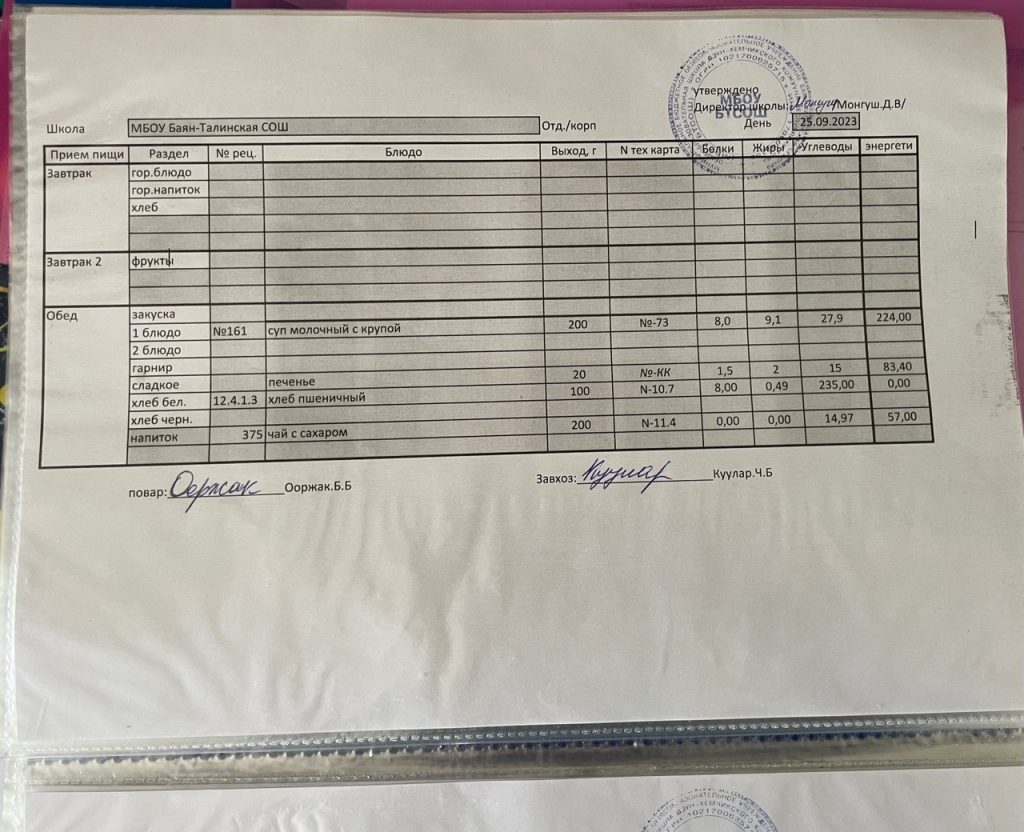 утверждено
Директор школы: /Монгуш.Д.В/
МБОУ
БТСОШ
Школа МБОУ Баян-Талинская СОШ Отд./корп День 25.09.2023
Прием пищи Раздел № рец. Блюдо Выход, г N тех карта Белки Жиры Углеводы энергети
Завтрак гор.блюдо
гор.напиток
хлеб
Завтрак 2 фрукты
Обед закуска
1 блюдо №161 суп молочный с крупой 200 №-73 8,0 9,1 27,9 224,00
2 блюдо
гарнир
сладкое печенье 20 №-КК 1,5 2 15 83,40
хлеб бел. 12.4.1.3 хлеб пшеничный 100 N-10.7 8,00 0,49 235,00 0,00
хлеб черн.
напиток 375 чай с сахаром 200 N-11.4 0,00 0,00 14,97 57,00
повар: Ооржак Ооржак.Б.Б Завхоз: Куулар Куулар.Ч.Б